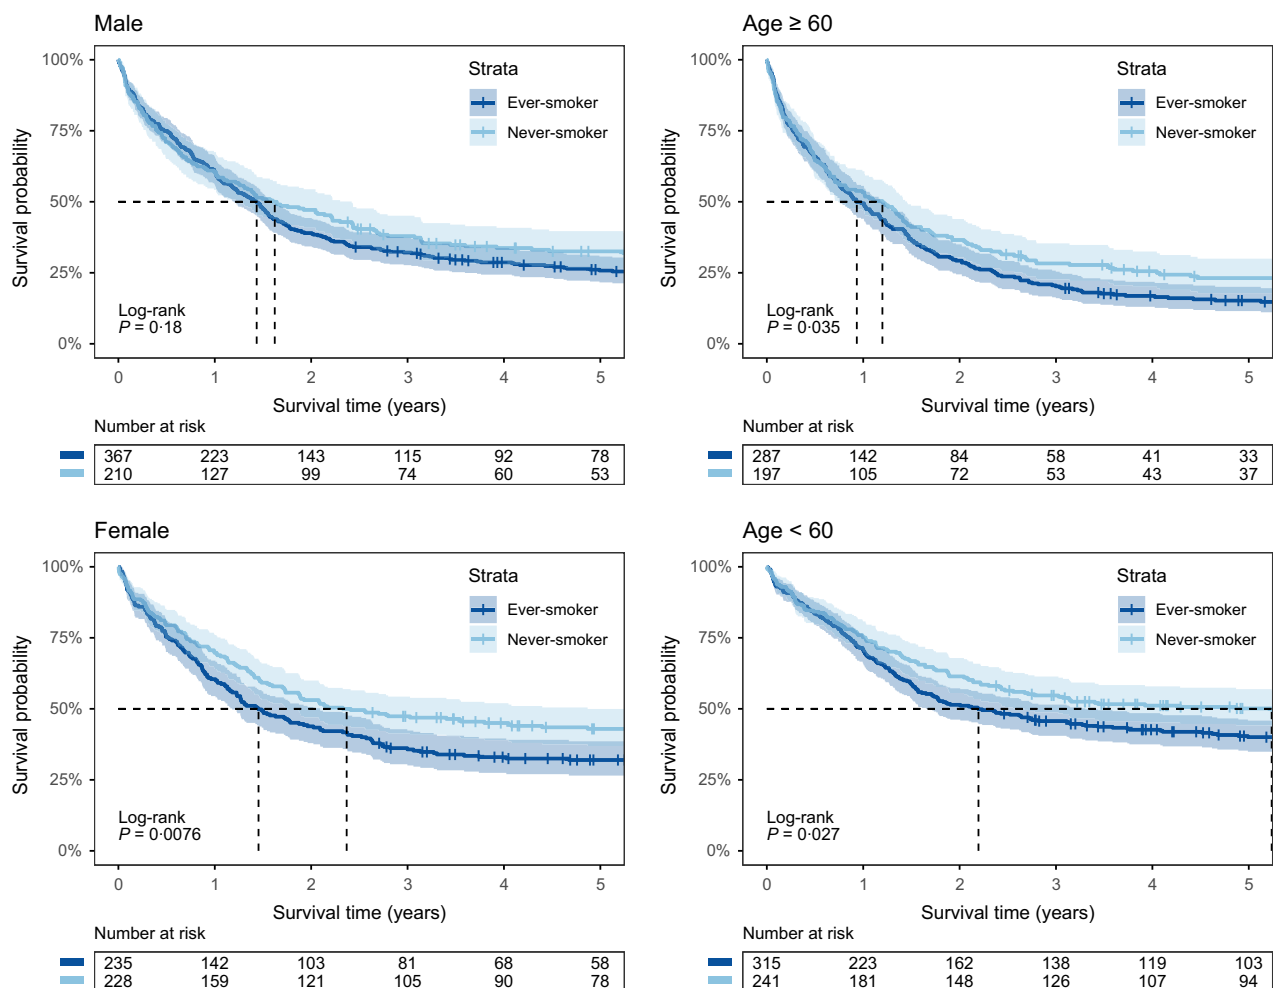 Male
100%
75%
50%
25%
0%
Survival probability
Strata
Ever-smoker
Never-smoker
Log-rank
P = 0·18
0 1 2 3 4 5
Survival time (years)
Number at risk
367 223 143 115 92 78
210 127 99 74 60 53
Age ≥ 60
100%
75%
50%
25%
0%
Survival probability
Strata
Ever-smoker
Never-smoker
Log-rank
P = 0·035
0 1 2 3 4 5
Survival time (years)
Number at risk
287 142 84 58 41 33
197 105 72 53 43 37
Female
100%
75%
50%
25%
0%
Survival probability
Strata
Ever-smoker
Never-smoker
Log-rank
P = 0·0076
0 1 2 3 4 5
Survival time (years)
Number at risk
235 142 103 81 68 58
228 159 121 105 90 78
Age < 60
100%
75%
50%
25%
0%
Survival probability
Strata
Ever-smoker
Never-smoker
Log-rank
P = 0·027
0 1 2 3 4 5
Survival time (years)
Number at risk
315 223 162 138 119 103
241 181 148 126 107 94